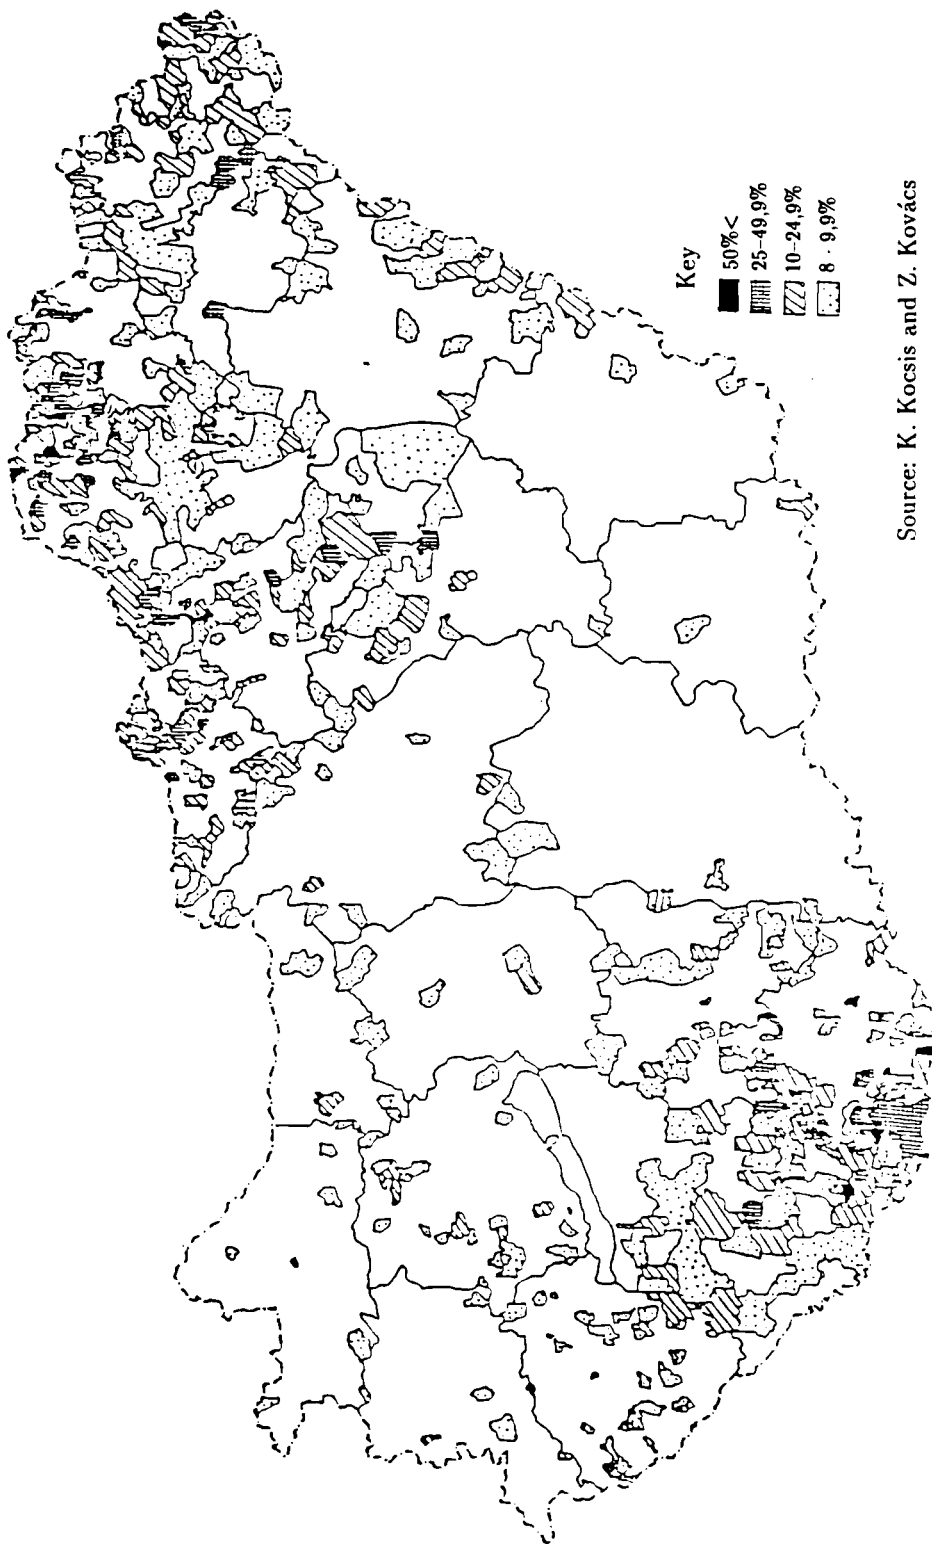 Key
50%<
25-49,9%
10-24,9%
8 - 9,9%
Source: K. Kocsis and Z. Kovács